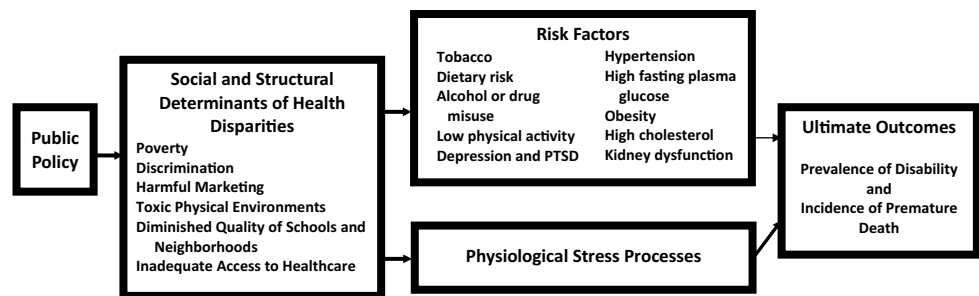 Public
Policy
Social and Structural
Determinants of Health
Disparities
Poverty
Discrimination
Harmful Marketing
Toxic Physical Environments
Diminished Quality of Schools and
Neighborhoods
Inadequate Access to Healthcare
Risk Factors
Tobacco
Dietary risk
Alcohol or drug
misuse
Low physical activity
Depression and PTSD
Hypertension
High fasting plasma
glucose
Obesity
High cholesterol
Kidney dysfunction
Physiological Stress Processes
Ultimate Outcomes
Prevalence of Disability
and
Incidence of Premature
Death